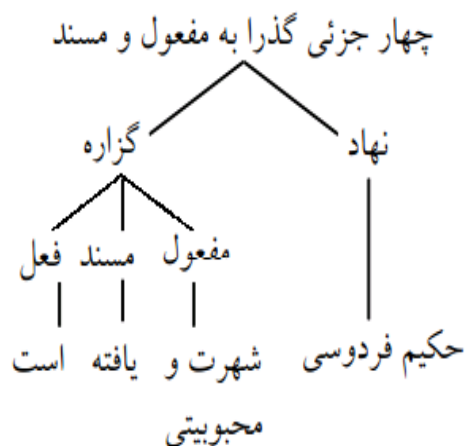 چهار جزئی گذرا به مفعول و مسند
نهاد گزاره
مفعول مسند فعل
حکیم فردوسی شهرت و یافته است
محبوبیتی